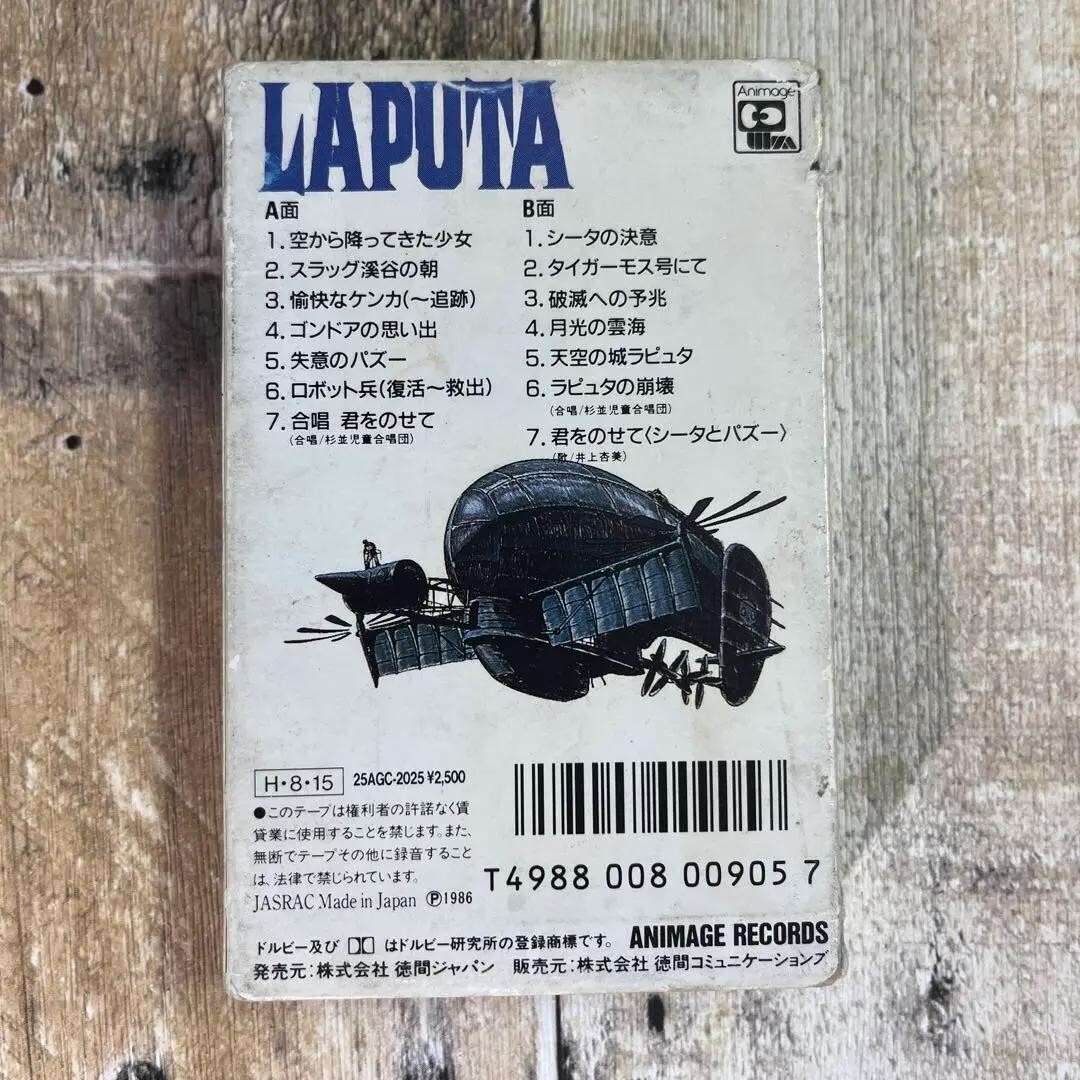 LAPUTA
Animage
A面
1. 空から降ってきた少女
2. スラッグ溪谷の朝
3. 愉快なケンカ(〜追跡)
4. ゴンドアの思い出
5. 失意のパズー
6. ロボット兵(復活〜救出)
7. 合唱 君をのせて
(合唱/杉並児童合唱団)
B面
1. シータの決意
2. タイガーモス号にて
3. 破滅への予兆
4. 月光の雲海
5. 天空の城ラピュタ
6. ラピュタの崩壊
(合唱/杉並児童合唱団)
7. 君をのせて〈シータとパズー〉
(歌/井上杏美)
H・8・15 25AGC-2025 ¥2,500
●このテープは権利者の許諾なく賃
貸業に使用することを禁じます。また、
無断でテープその他に録音すること
は、法律で禁じられています。
JASRAC Made in Japan Ⓟ1986
T4988 008 00905 7
ドルビー及び はドルビー研究所の登録商標です。 ANIMAGE RECORDS
発売元:株式会社 徳間ジャパン 販売元:株式会社 徳間コミュニケーションズ